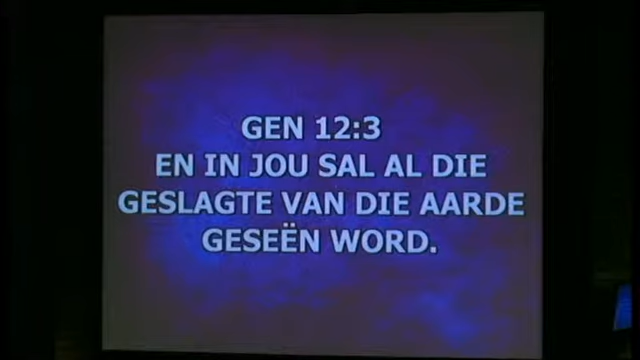 GEN 12:3
EN IN JOU SAL AL DIE
GESLAGTE VAN DIE AARDE
GESEËN WORD.